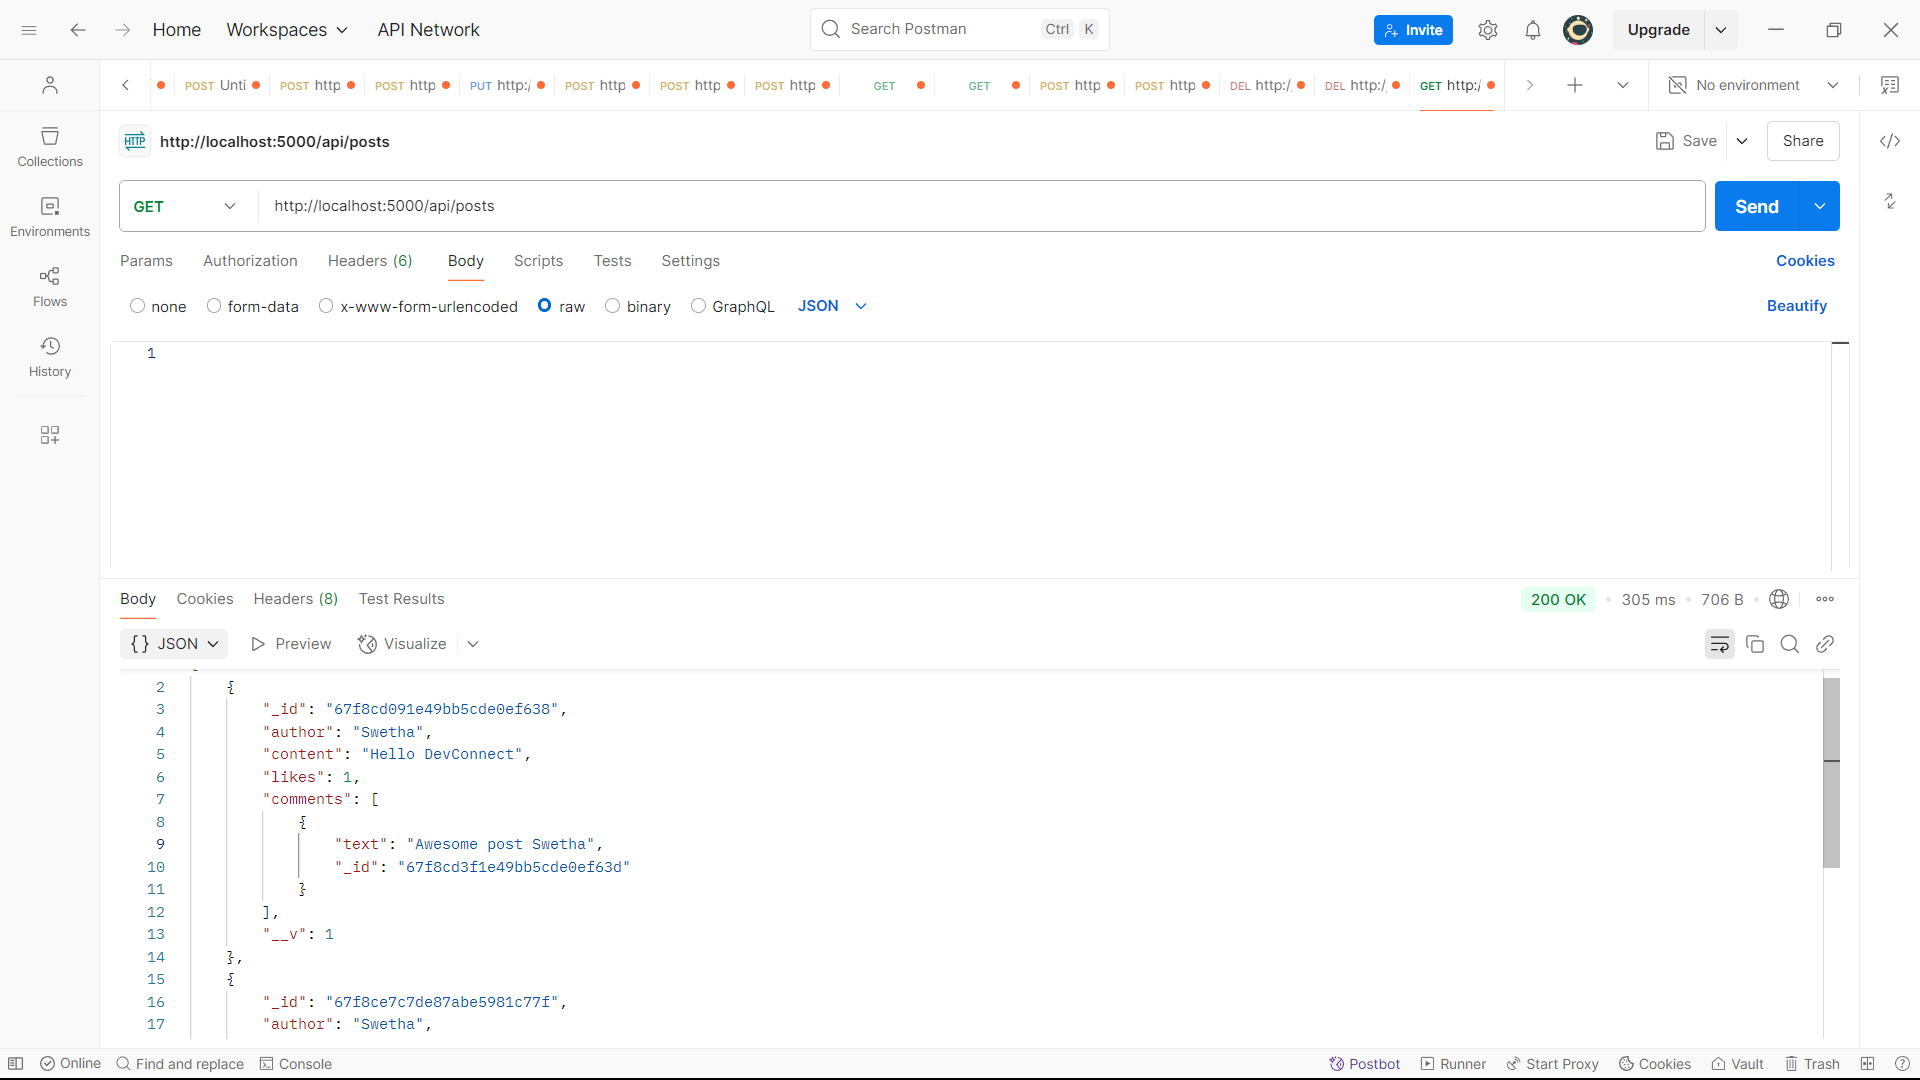 Home Workspaces API Network Search Postman Ctrl K Invite Upgrade
POST Unti POST http POST http PUT http:/ POST http POST http POST http GET GET POST http POST http DEL http:/ DEL http:/ GET http:/ No environment
HTTP http://localhost:5000/api/posts Save Share
GET http://localhost:5000/api/posts Send
Params Authorization Headers (6) Body Scripts Tests Settings Cookies
none form-data x-www-form-urlencoded raw binary GraphQL JSON Beautify
1
Collections
Environments
Flows
History
Body Cookies Headers (8) Test Results 200 OK 305 ms 706 B
{} JSON Preview Visualize
2 {
3 "_id": "67f8cd091e49bb5cde0ef638",
4 "author": "Swetha",
5 "content": "Hello DevConnect",
6 "likes": 1,
7 "comments": [
8 {
9 "text": "Awesome post Swetha",
10 "_id": "67f8cd3f1e49bb5cde0ef63d"
11 }
12 ],
13 "__v": 1
14 },
15 {
16 "_id": "67f8ce7c7de87abe5981c77f",
17 "author": "Swetha",
Online Find and replace Console Postbot Runner Start Proxy Cookies Vault Trash